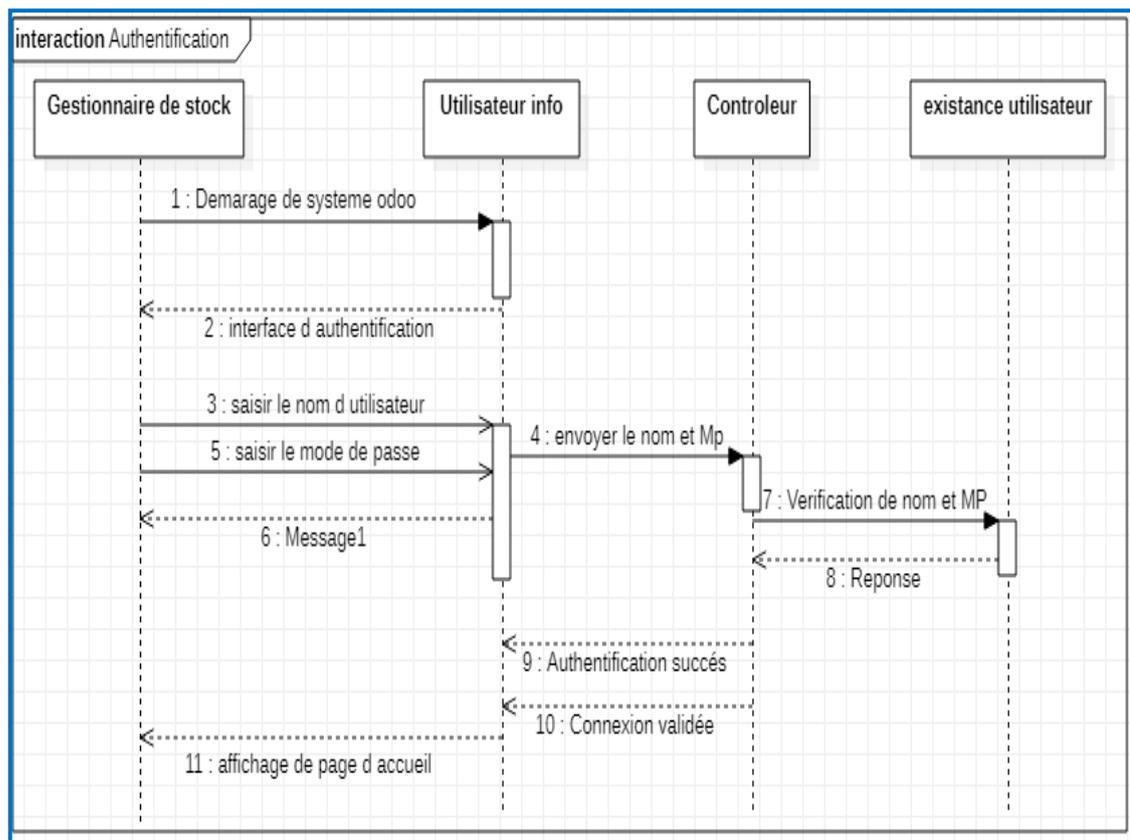 interaction Authentification
Gestionnaire de stock
Utilisateur info
Controleur
existance utilisateur
1 : Demarage de systeme odoo
2 : interface d authentification
3 : saisir le nom d utilisateur
4 : envoyer le nom et Mp
5 : saisir le mode de passe
7 : Verification de nom et MP
6 : Message1
8 : Reponse
9 : Authentification succés
10 : Connexion validée
11 : affichage de page d accueil